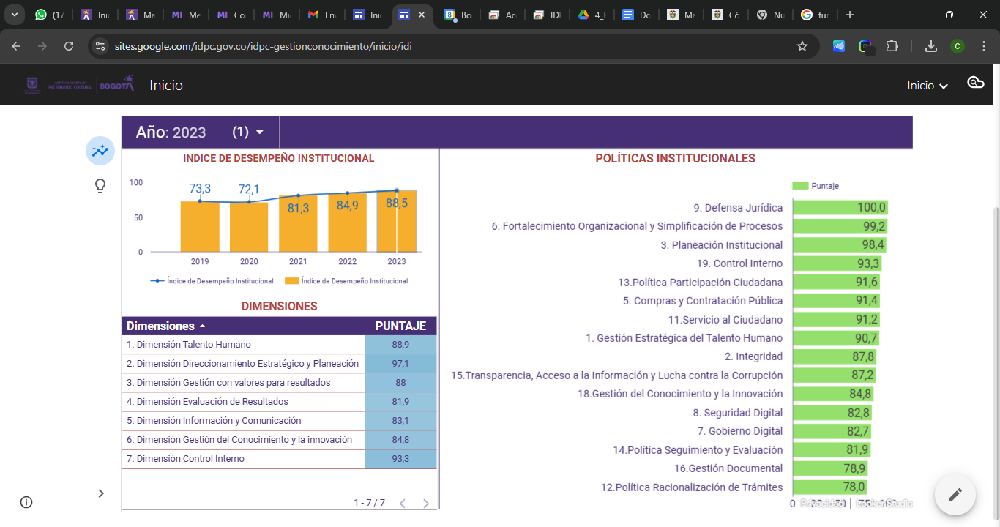 (17
Inic
Ma
Me
Co
Mic
Env
Inic
Bo
Ac
IDI
4_I
Do
Ma
Có
Nu
fur
sites.google.com/idpc.gov.co/idpc-gestionconocimiento/inicio/idi
C
PATRIMONIO CULTURAL
BOGOTÁ
Inicio
Inicio
Año: 2023 (1)
INDICE DE DESEMPEÑO INSTITUCIONAL
100
50
0
73,3
72,1
81,3
84,9
88,5
2019
2020
2021
2022
2023
Índice de Desempeño Institucional
Índice de Desempeño Institucional
DIMENSIONES
Dimensiones PUNTAJE
1. Dimensión Talento Humano 88,9
2. Dimensión Direccionamiento Estratégico y Planeación 97,1
3. Dimensión Gestión con valores para resultados 88
4. Dimensión Evaluación de Resultados 81,9
5. Dimensión Información y Comunicación 83,1
6. Dimensión Gestión del Conocimiento y la innovación 84,8
7. Dimensión Control Interno 93,3
1 - 7 / 7
POLÍTICAS INSTITUCIONALES
Puntaje
9. Defensa Jurídica 100,0
6. Fortalecimiento Organizacional y Simplificación de Procesos 99,2
3. Planeación Institucional 98,4
19. Control Interno 93,3
13.Política Participación Ciudadana 91,6
5. Compras y Contratación Pública 91,4
11.Servicio al Ciudadano 91,2
1. Gestión Estratégica del Talento Humano 90,7
2. Integridad 87,8
15.Transparencia, Acceso a la Información y Lucha contra la Corrupción 87,2
18.Gestión del Conocimiento y la Innovación 84,8
8. Seguridad Digital 82,8
7. Gobierno Digital 82,7
14.Política Seguimiento y Evaluación 81,9
16.Gestión Documental 78,9
12.Política Racionalización de Trámites 78,0
0 25 50 75 100
Privacidad Looker Studio